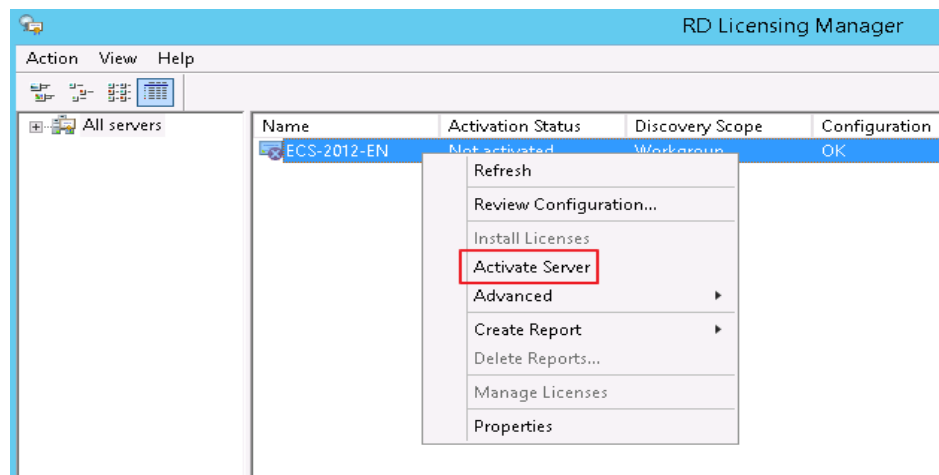 RD Licensing Manager
Action View Help
All servers
Name Activation Status Discovery Scope Configuration
ECS-2012-EN Not activated Workgroup OK
Refresh
Review Configuration...
Install Licenses
Activate Server
Advanced
Create Report
Delete Reports...
Manage Licenses
Properties